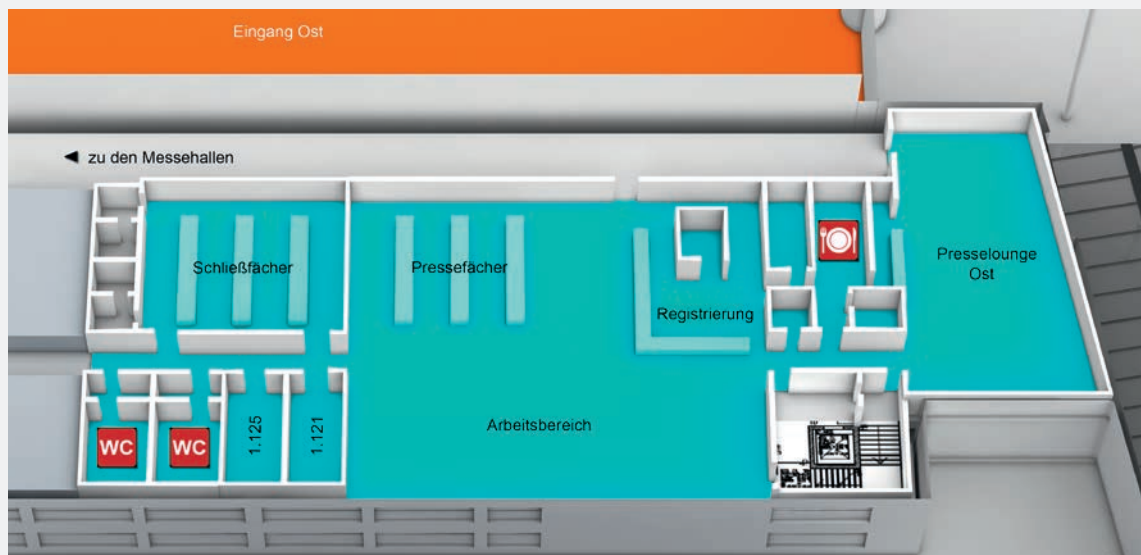 Eingang Ost
zu den Messehallen
Schließfächer
Pressefächer
Presselounge
Ost
Registrierung
Arbeitsbereich
1.125
1.121
WC
WC